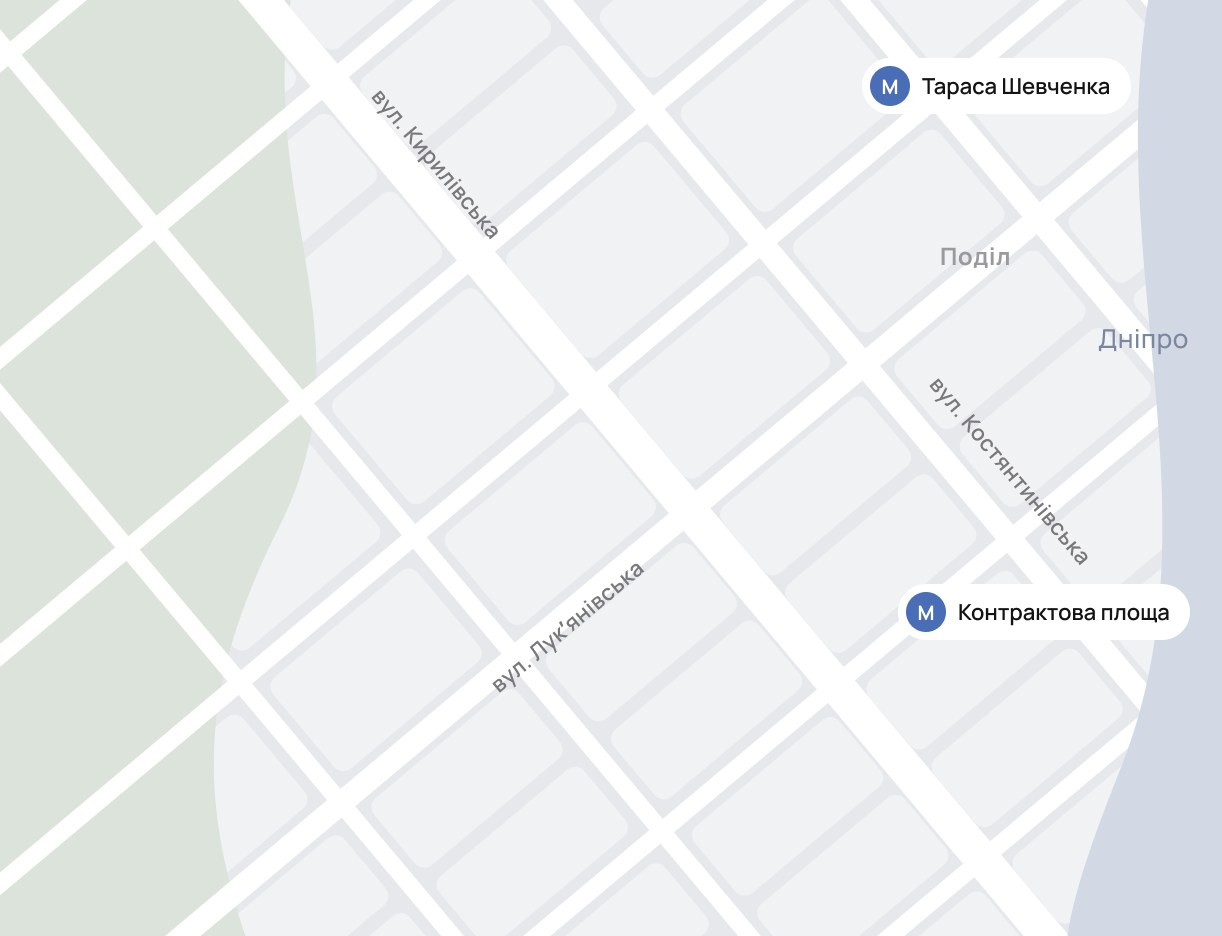 М Тараса Шевченка
вул. Кирилівська
Поділ
Дніпро
вул. Костянтинівська
вул. Лук'янівська
М Контрактова площа